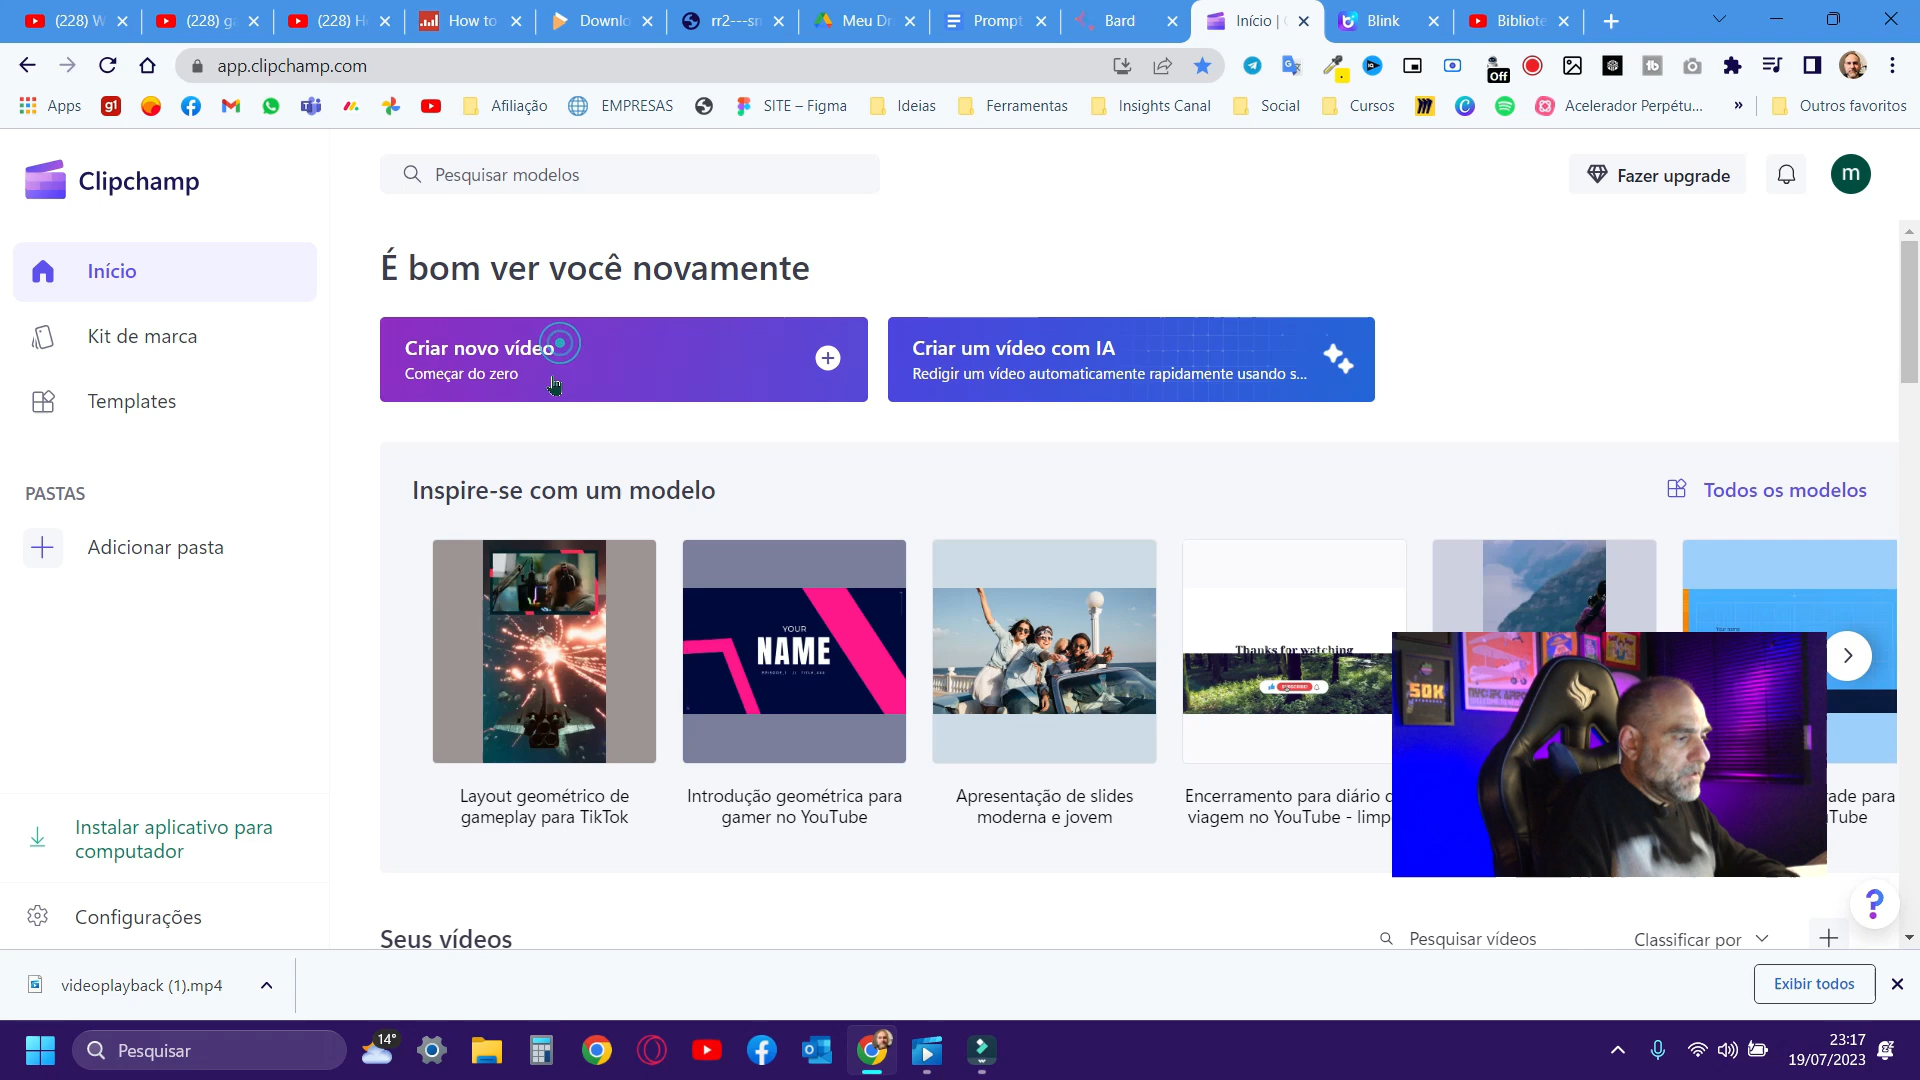 (228) W
(228) g
(228) H
How to
Downlo
rr2---sn
Meu Dr
Prompt
Bard
Início |
Blink
Bibliote
app.clipchamp.com
Off
Apps
Afiliação
EMPRESAS
SITE – Figma
Ideias
Ferramentas
Insights Canal
Social
Cursos
Acelerador Perpétu...
»
Outros favoritos
Clipchamp
Pesquisar modelos
Fazer upgrade
m
Início
Kit de marca
Templates
PASTAS
Adicionar pasta
Instalar aplicativo para
computador
Configurações
É bom ver você novamente
Criar novo vídeo
Começar do zero
Criar um vídeo com IA
Redigir um vídeo automaticamente rapidamente usando s...
Inspire-se com um modelo
Todos os modelos
YOUR
NAME
Thanks for watching
SUBSCRIBE
Your name
50K
Layout geométrico de
gameplay para TikTok
Introdução geométrica para
gamer no YouTube
Apresentação de slides
moderna e jovem
Encerramento para diário d
viagem no YouTube - limp
rade para
Tube
Seus vídeos
Pesquisar vídeos
Classificar por
?
videoplayback (1).mp4
Exibir todos
Pesquisar
14°
23:17
19/07/2023